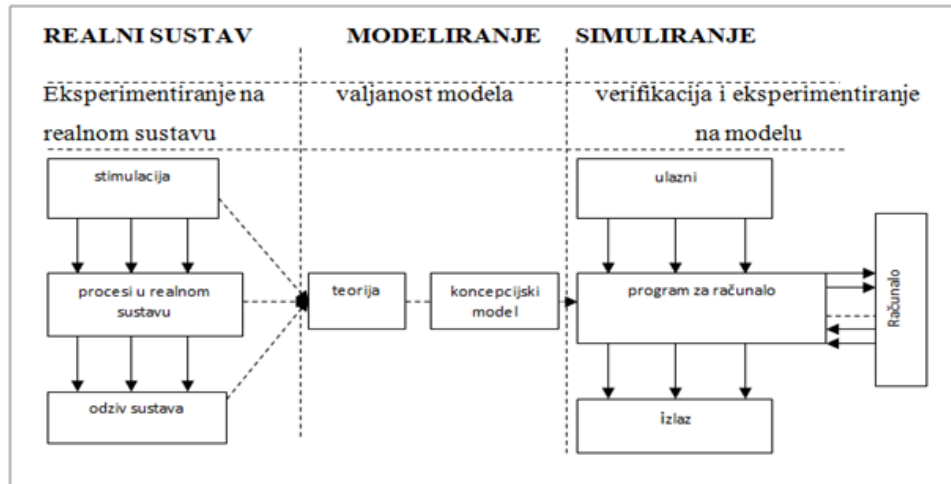 REALNI SUSTAV
MODELIRANJE
SIMULIRANJE
Eksperimentiranje na
realnom sustavu
valjanost modela
verifikacija i eksperimentiranje
na modelu
stimulacija
ulazni
procesi u realnom
sustavu
teorija
koncepcijski
model
program za računalo
Računalo
odziv sustava
izlaz